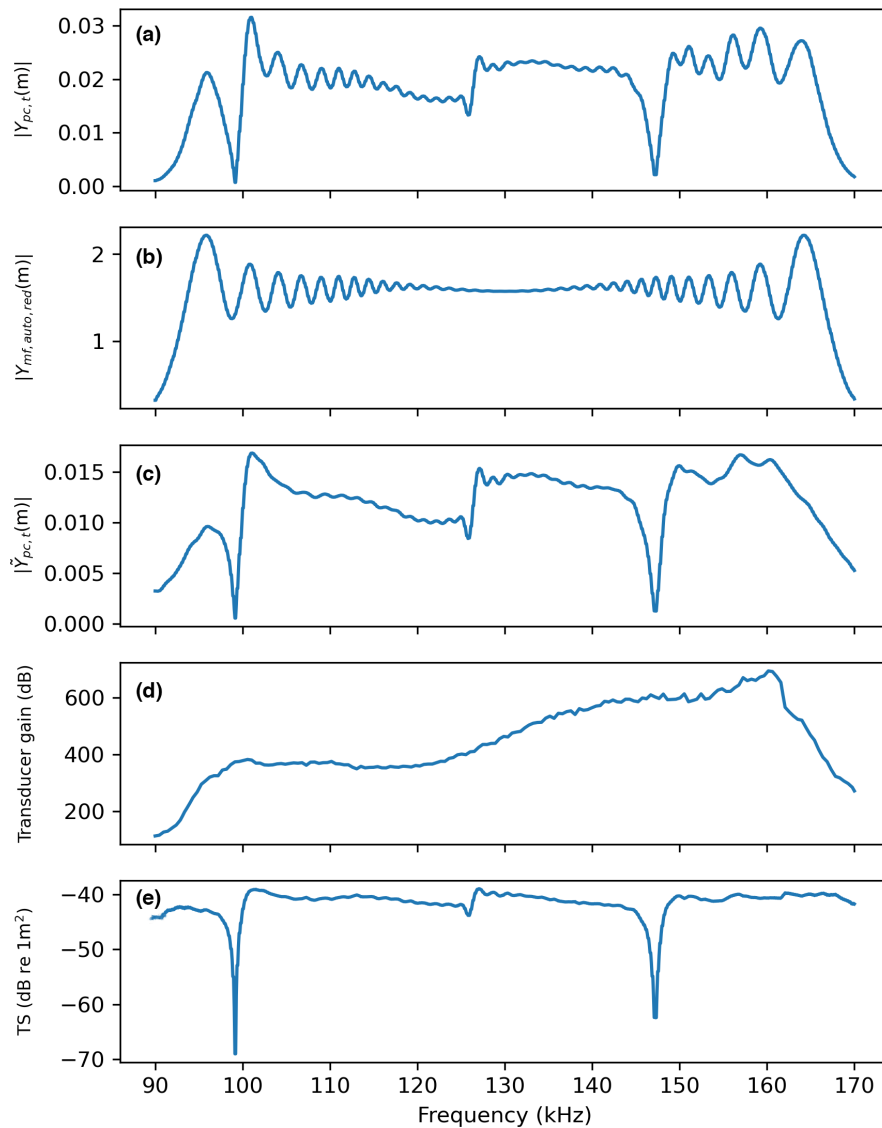 (a)
|Y_{pc,t}(m)|
0.03
0.02
0.01
0.00
(b)
|Y_{mf,auto,red}(m)|
2
1
(c)
|Ỹ_{pc,t}(m)|
0.015
0.010
0.005
0.000
(d)
Transducer gain (dB)
600
400
200
(e)
TS (dB re 1m²)
−40
−50
−60
−70
90 100 110 120 130 140 150 160 170
Frequency (kHz)